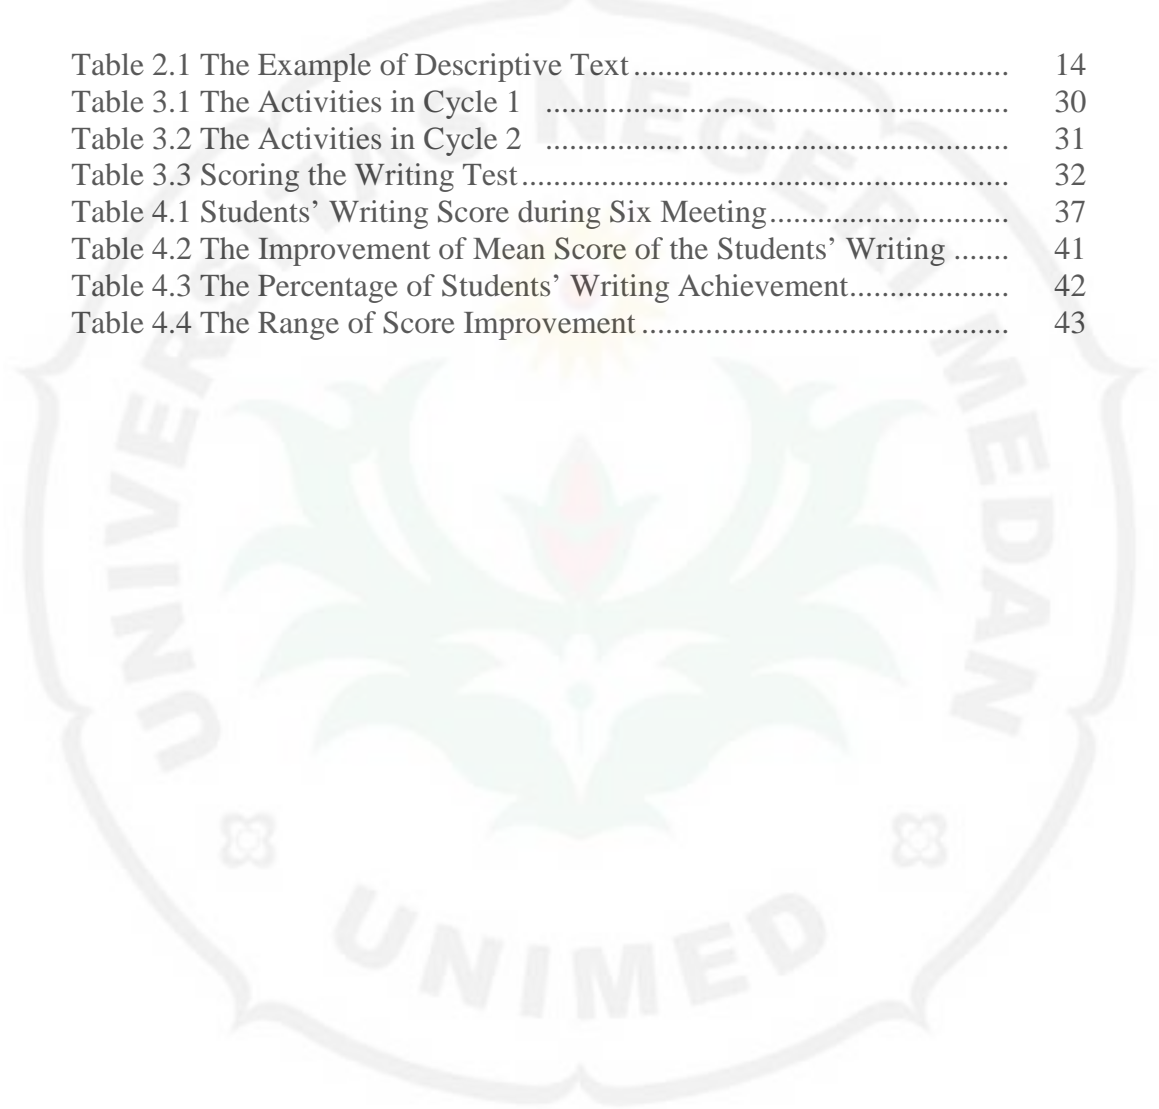 Table 2.1 The Example of Descriptive Text............................................... 14
Table 3.1 The Activities in Cycle 1 .......................................................... 30
Table 3.2 The Activities in Cycle 2 .......................................................... 31
Table 3.3 Scoring the Writing Test............................................................. 32
Table 4.1 Students’ Writing Score during Six Meeting.............................. 37
Table 4.2 The Improvement of Mean Score of the Students’ Writing ....... 41
Table 4.3 The Percentage of Students’ Writing Achievement.................... 42
Table 4.4 The Range of Score Improvement .............................................. 43
UNIVERSITAS NEGERI MEDAN
UNIMED